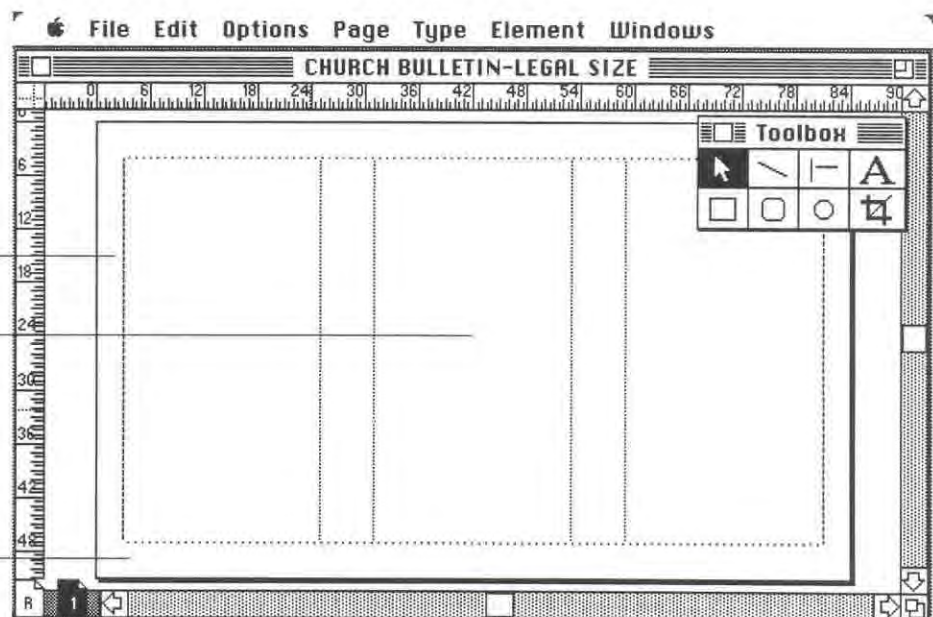 File Edit Options Page Type Element Windows
CHURCH BULLETIN-LEGAL SIZE
0 6 12 18 24 30 36 42 48 54 60 66 72 78 84 90
Toolbox
A
0
6
12
18
24
30
36
42
48
R 1